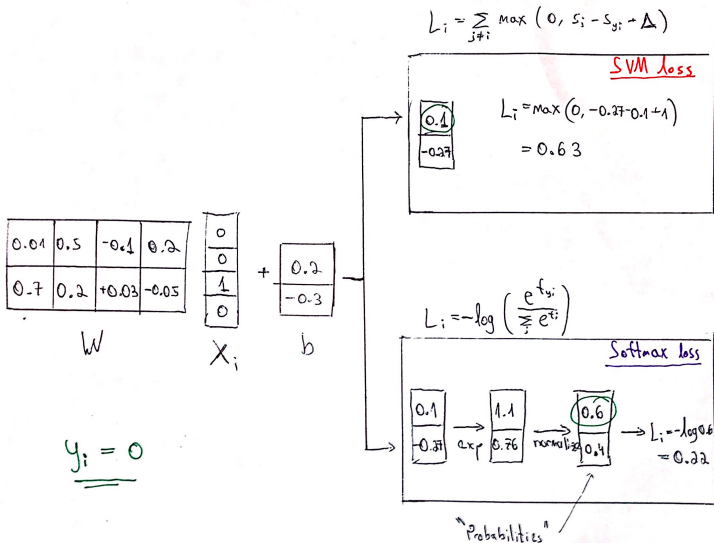 L_i = Σ_{j≠i} max (0, s_i - s_{y_i} + Δ)
SVM loss
0.1
-0.27
L_i = max(0, -0.27-0.1+1)
= 0.63
0.01 0.5 -0.1 0.2
0.7 0.2 +0.03 -0.05
W
0
0
1
0
X_i
+
0.2
-0.3
b
L_i = -log ( e^{f_{y_i}} / Σ_j e^{f_j} )
Softmax loss
0.1
-0.27
exp
1.1
0.76
normalize
0.6
0.4
L_i = -log 0.6
= 0.22
"Probabilities"
y_i = 0